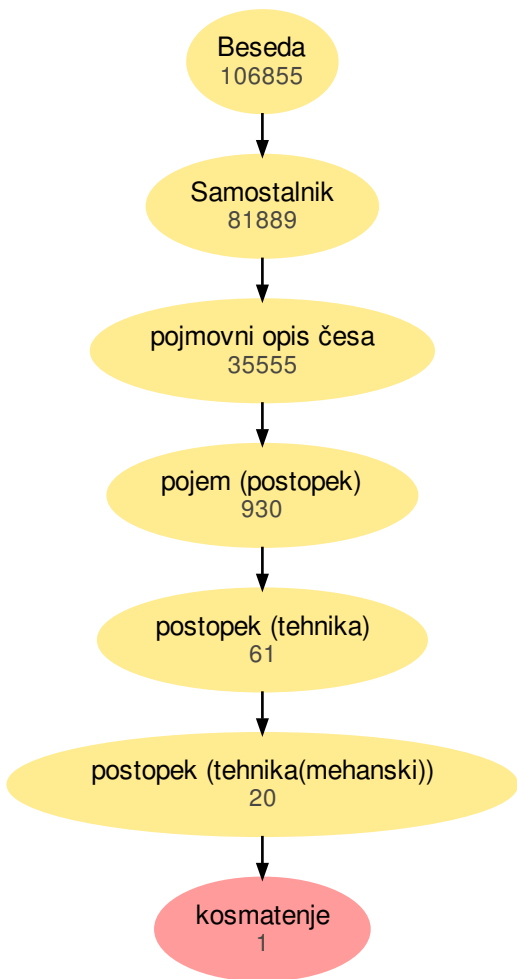 Beseda
106855
Samostalnik
81889
pojmovni opis česa
35555
pojem (postopek)
930
postopek (tehnika)
61
postopek (tehnika(mehanski))
20
kosmatenje
1